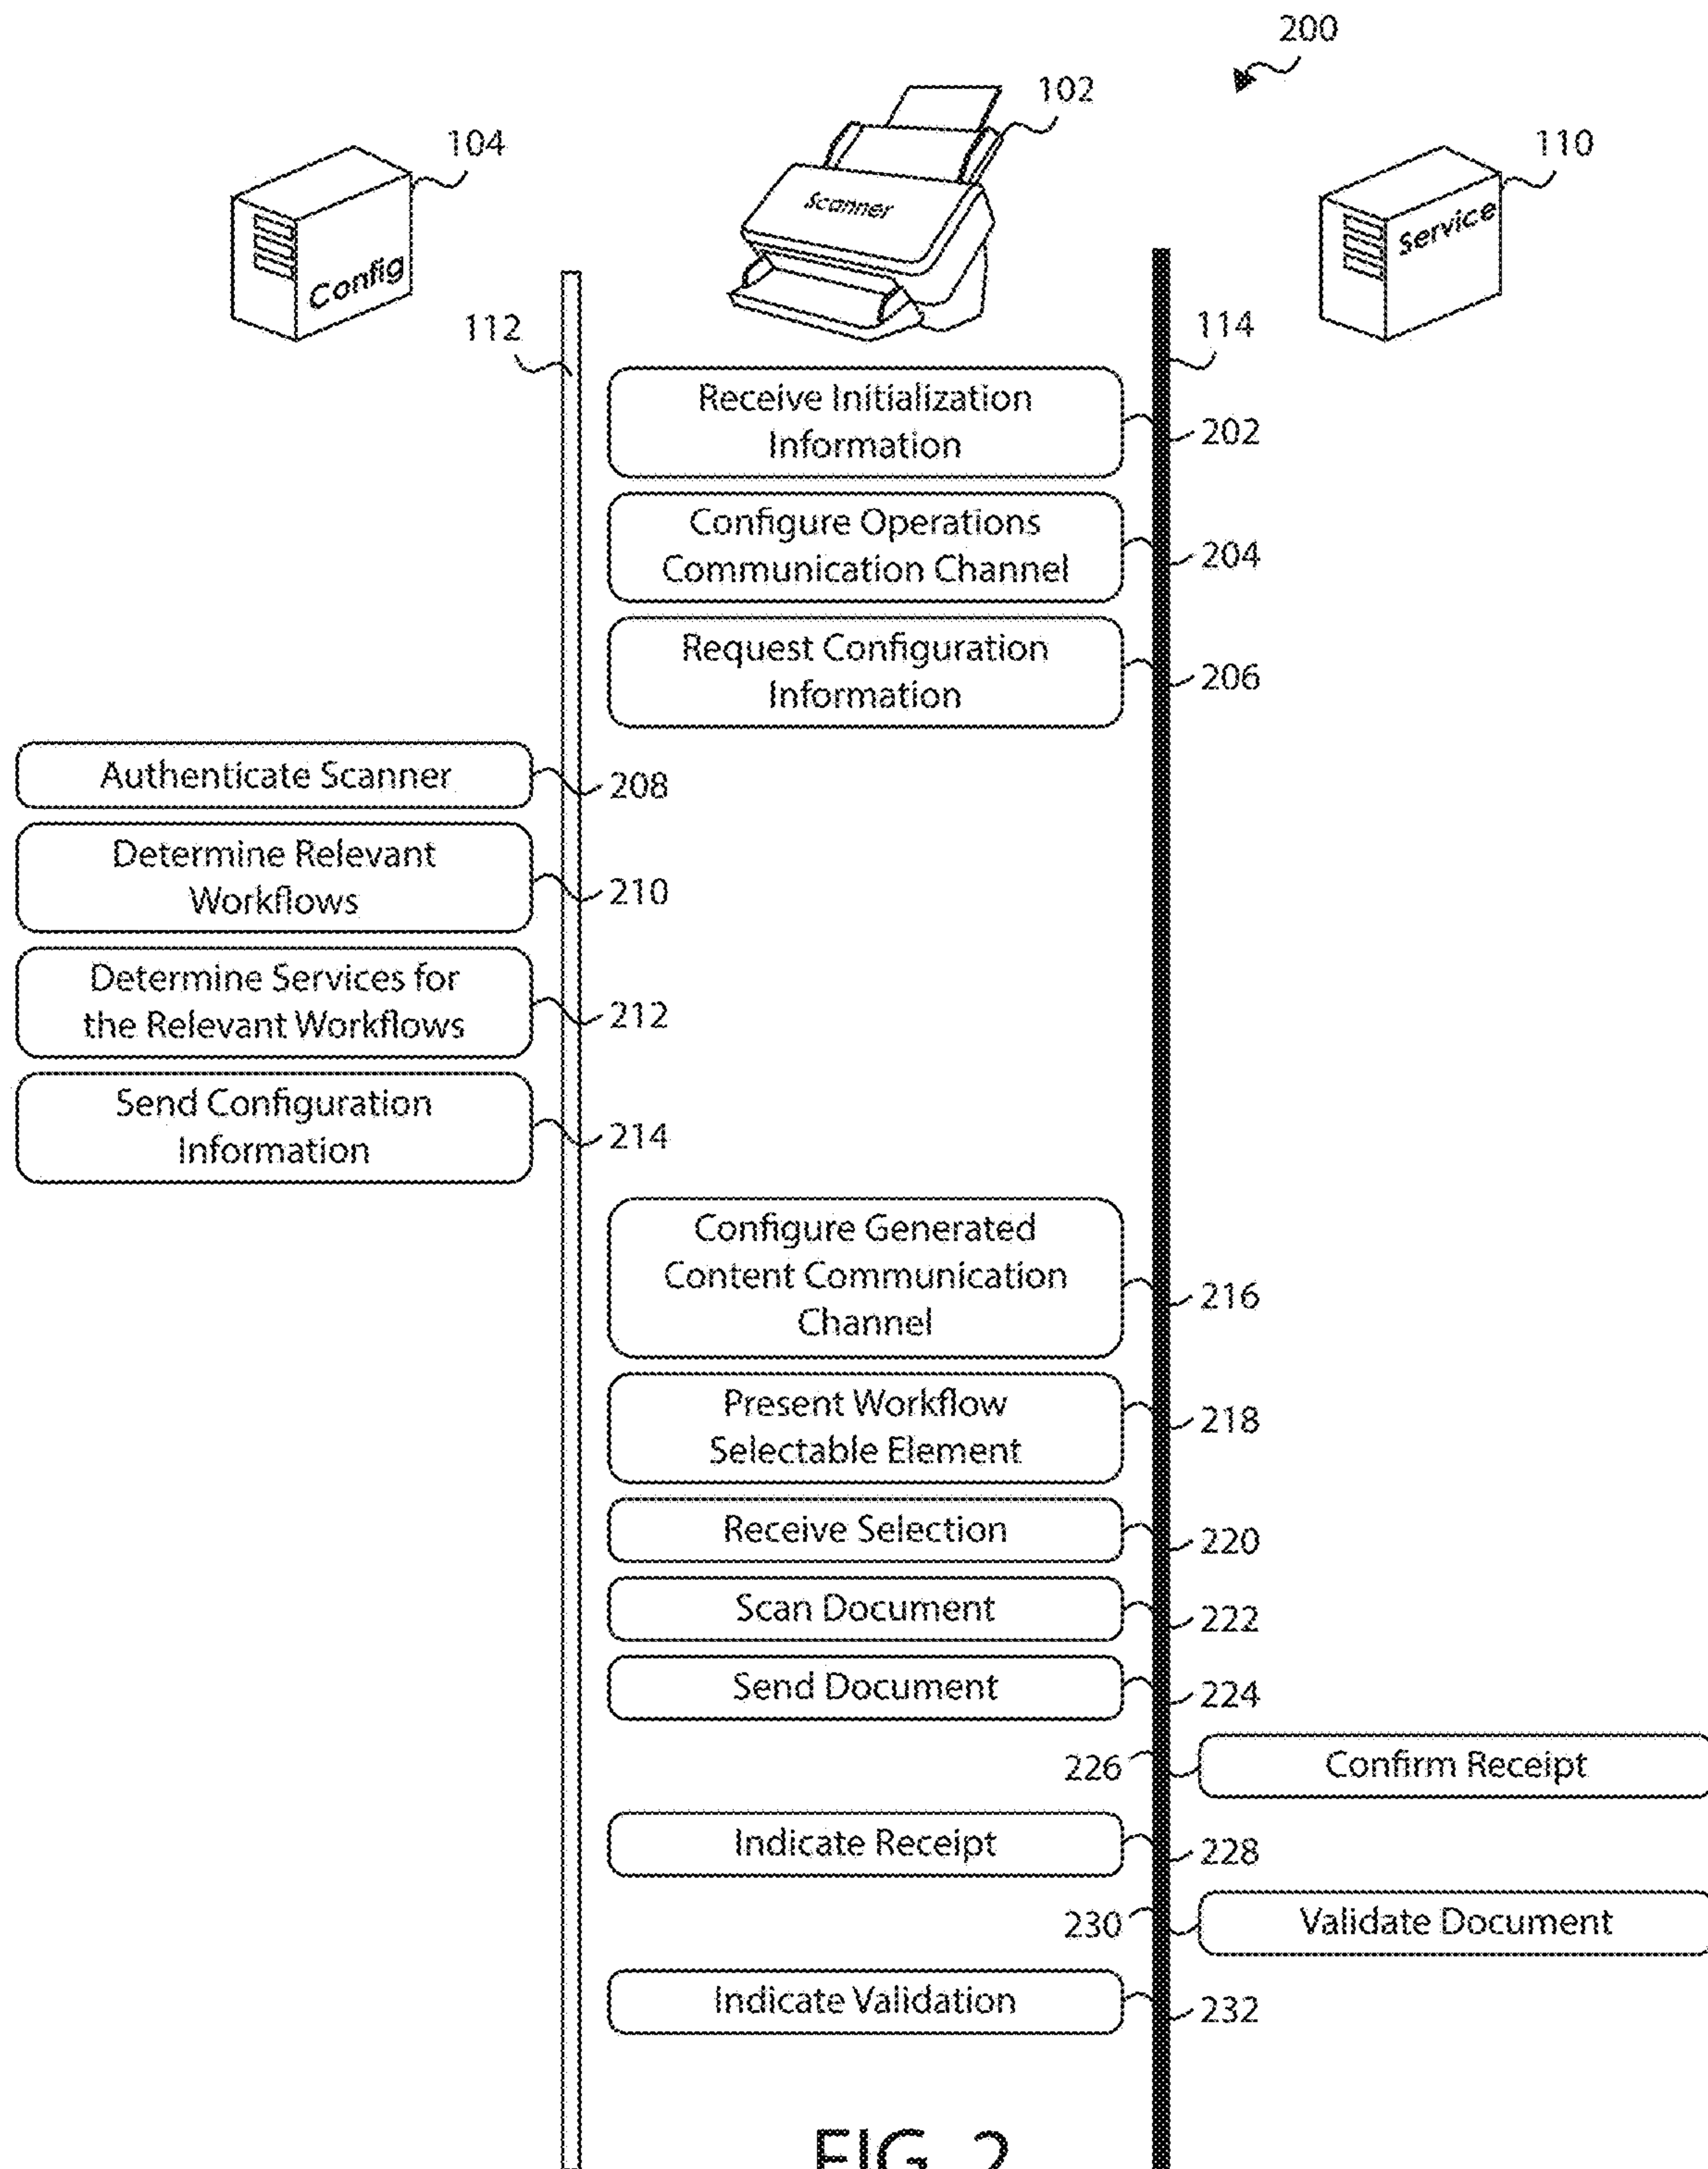 200
102
104
110
Scanner
Service
Config
112
114
Receive Initialization
Information
202
Configure Operations
Communication Channel
204
Request Configuration
Information
206
Authenticate Scanner
208
Determine Relevant
Workflows
210
Determine Services for
the Relevant Workflows
212
Send Configuration
Information
214
Configure Generated
Content Communication
Channel
216
Present Workflow
Selectable Element
218
Receive Selection
220
Scan Document
222
Send Document
224
226
Confirm Receipt
Indicate Receipt
228
230
Validate Document
Indicate Validation
232
FIG. 2